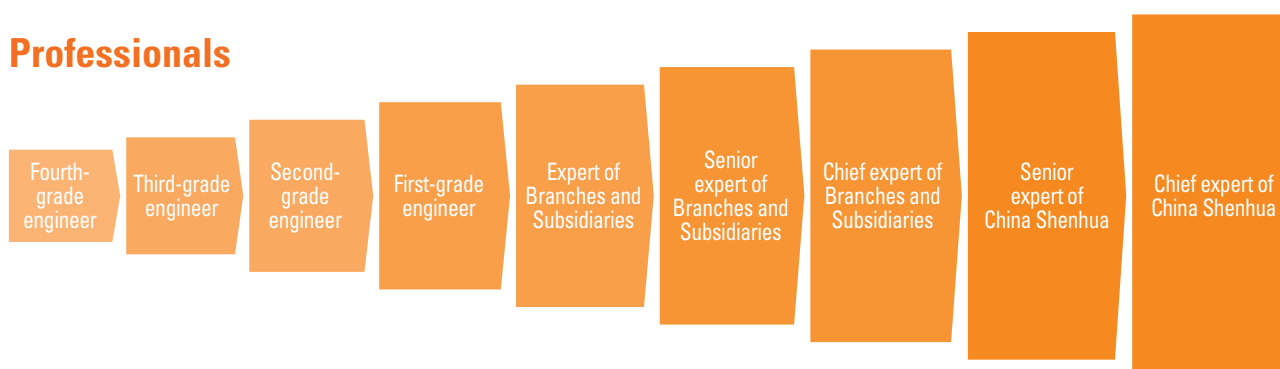 Professionals
Fourth-
grade
engineer
Third-grade
engineer
Second-
grade
engineer
First-grade
engineer
Expert of
Branches and
Subsidiaries
Senior
expert of
Branches and
Subsidiaries
Chief expert of
Branches and
Subsidiaries
Senior
expert of
China Shenhua
Chief expert of
China Shenhua